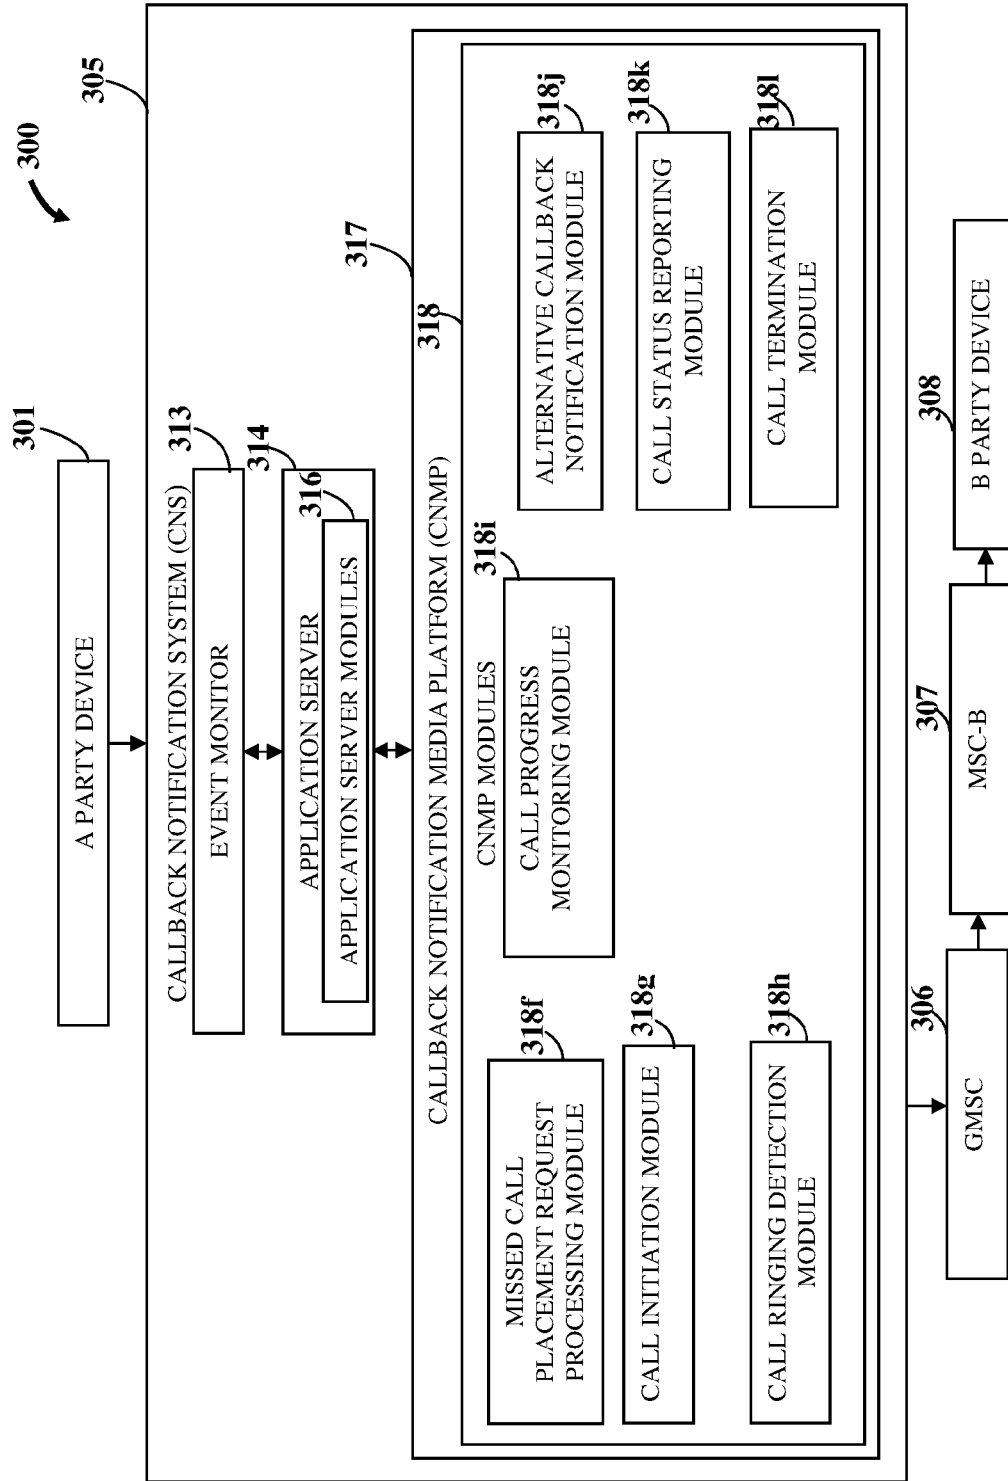 300
305
301
A PARTY DEVICE
CALLBACK NOTIFICATION SYSTEM (CNS)
313
EVENT MONITOR
314
APPLICATION SERVER
316
APPLICATION SERVER MODULES
317
CALLBACK NOTIFICATION MEDIA PLATFORM (CNMP)
318
CNMP MODULES
318f
MISSED CALL
PLACEMENT REQUEST
PROCESSING MODULE
318g
CALL INITIATION MODULE
318h
CALL RINGING DETECTION
MODULE
318i
CALL PROGRESS
MONITORING MODULE
318j
ALTERNATIVE CALLBACK
NOTIFICATION MODULE
318k
CALL STATUS REPORTING
MODULE
318l
CALL TERMINATION
MODULE
306
GMSC
307
MSC-B
308
B PARTY DEVICE